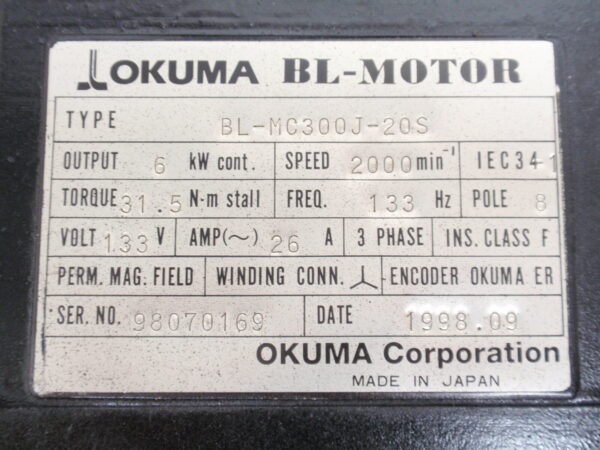 OKUMA BL-MOTOR
TYPE BL-MC300J-20S
OUTPUT 6 kW cont. SPEED 2000 min⁻¹ IEC34-1
TORQUE 31.5 N-m stall FREQ. 133 Hz POLE 8
VOLT 133 V AMP(~) 26 A 3 PHASE INS. CLASS F
PERM. MAG. FIELD WINDING CONN. ENCODER OKUMA ER
SER. NO. 98070169 DATE 1998.09
OKUMA Corporation
MADE IN JAPAN